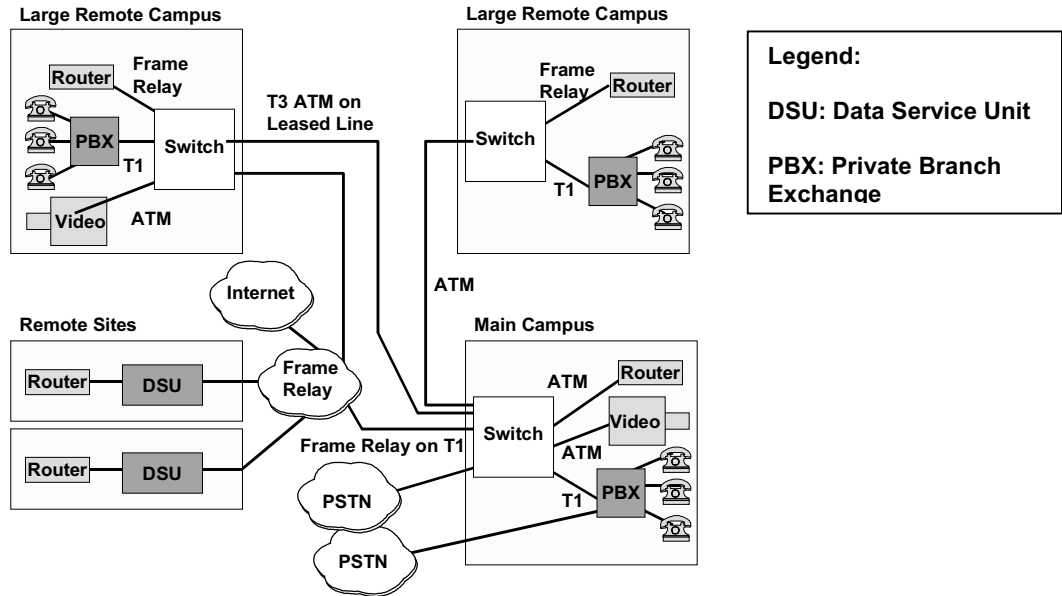 Large Remote Campus
Router
Frame
Relay
PBX
T1
Switch
Video
ATM
T3 ATM on
Leased Line
Large Remote Campus
Frame
Relay
Router
Switch
T1
PBX
Legend:
DSU: Data Service Unit
PBX: Private Branch
Exchange
ATM
Internet
Remote Sites
Router
DSU
Router
DSU
Frame
Relay
Frame Relay on T1
PSTN
PSTN
Main Campus
Switch
ATM
Router
Video
ATM
T1
PBX